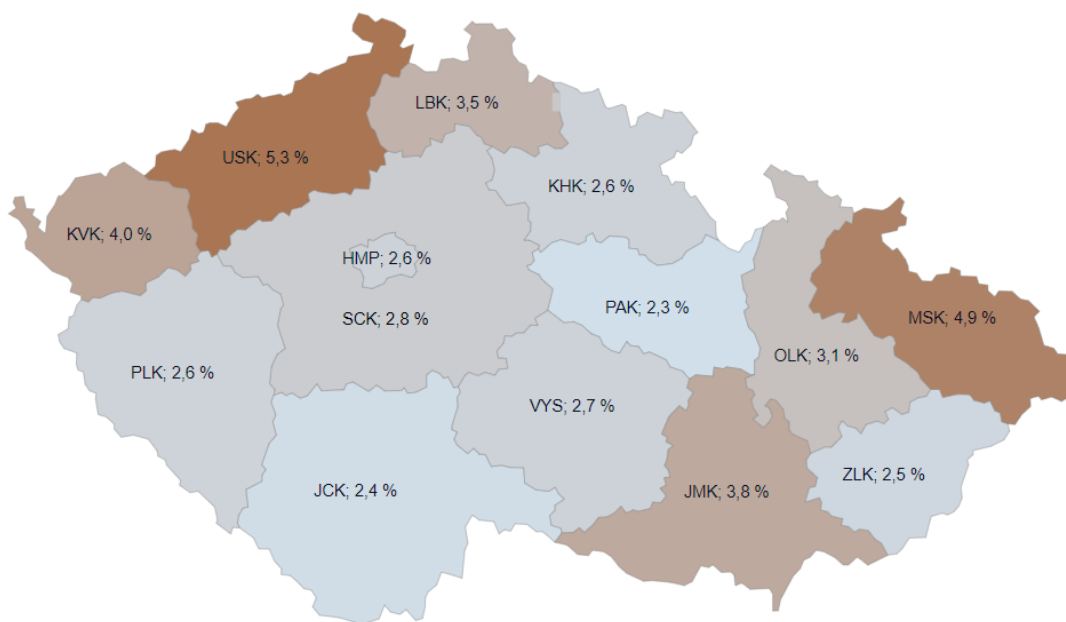 LBK; 3,5 %
USK; 5,3 %
KHK; 2,6 %
KVK; 4,0 %
HMP; 2,6 %
PAK; 2,3 %
SCK; 2,8 %
MSK; 4,9 %
OLK; 3,1 %
PLK; 2,6 %
VYS; 2,7 %
ZLK; 2,5 %
JCK; 2,4 %
JMK; 3,8 %